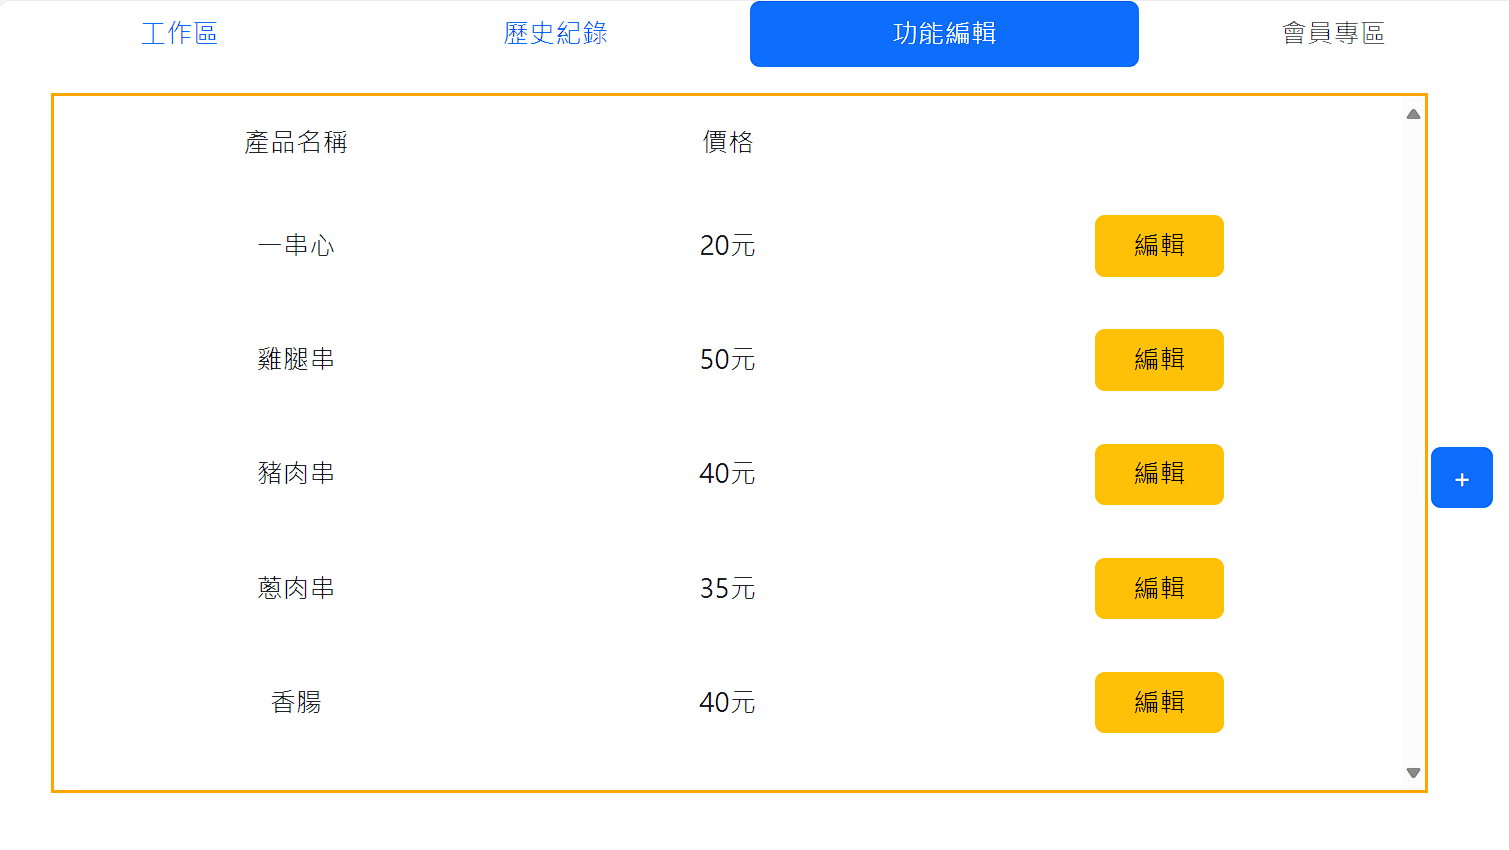 工作區 歷史紀錄 功能編輯 會員專區
產品名稱 價格
一串心 20元 編輯
雞腿串 50元 編輯
豬肉串 40元 編輯
+
蔥肉串 35元 編輯
香腸 40元 編輯